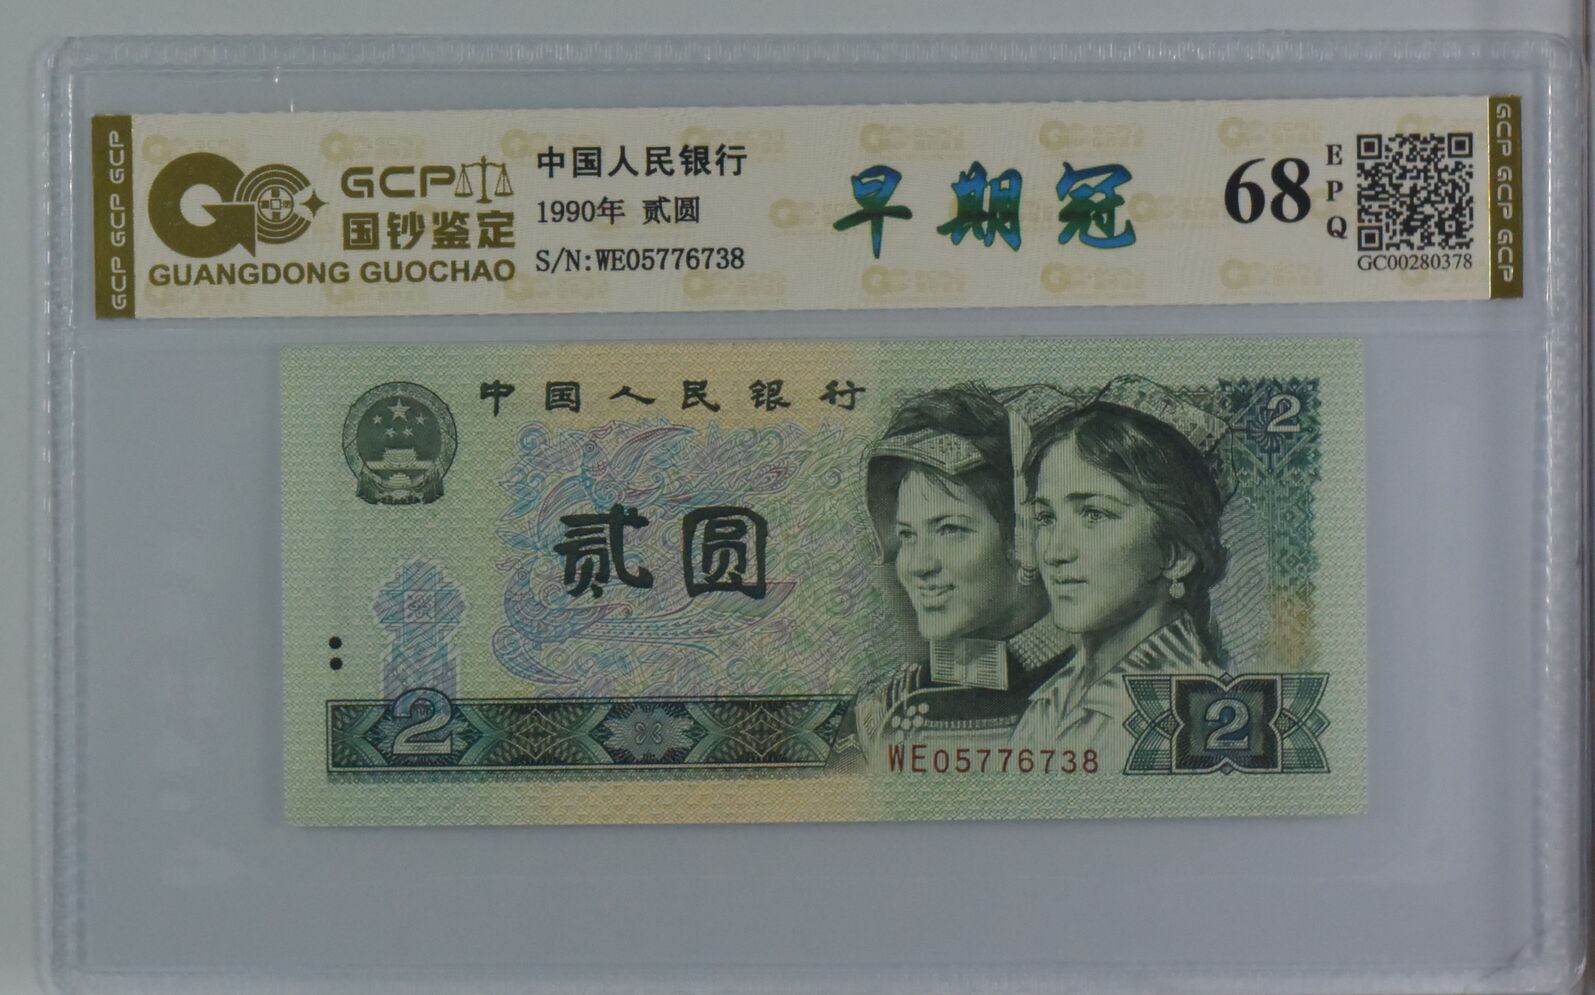 GCP GCP GCP
GCP
国钞鉴定
GUANGDONG GUOCHAO
中国人民银行
1990年 贰圆
S/N:WE05776738
早期冠
68
EPQ
GC00280378
GCP GCP GCP
中国人民银行
2
贰圆
2
WE05776738
2